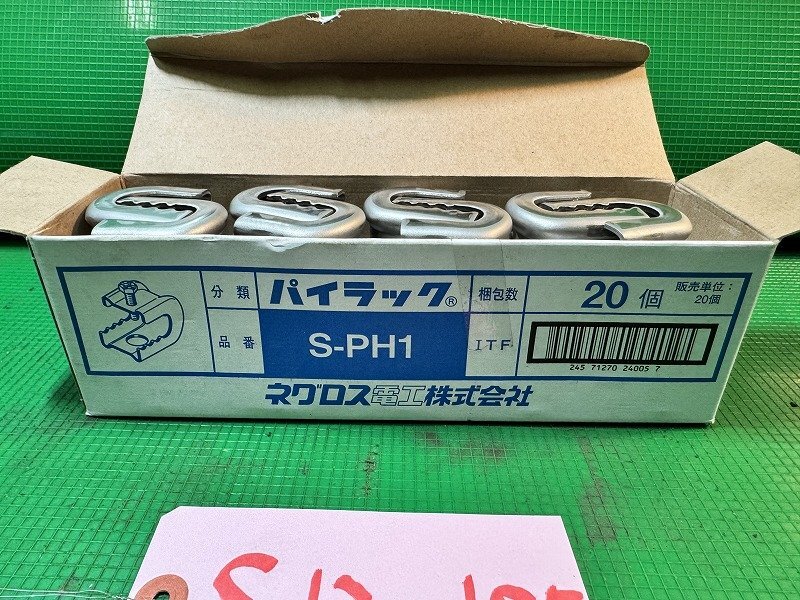 分類 パイラック® 梱包数 20個 販売単位：20個
品番 S-PH1 ITF
245 71270 24005 7
ネグロス電工株式会社